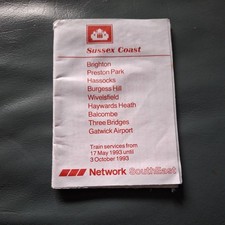 Sussex Coast
Brighton
Preston Park
Hassocks
Burgess Hill
Wivelsfield
Haywards Heath
Balcombe
Three Bridges
Gatwick Airport
Train services from
17 May 1993 until
3 October 1993
Network SouthEast